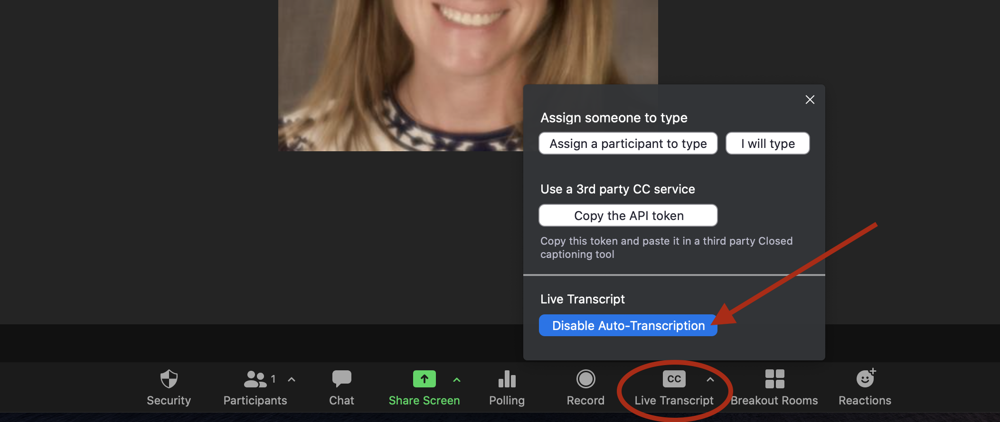 Assign someone to type
Assign a participant to type
I will type
Use a 3rd party CC service
Copy the API token
Copy this token and paste it in a third party Closed
captioning tool
Live Transcript
Disable Auto-Transcription
1
CC
Security
Participants
Chat
Share Screen
Polling
Record
Live Transcript
Breakout Rooms
Reactions